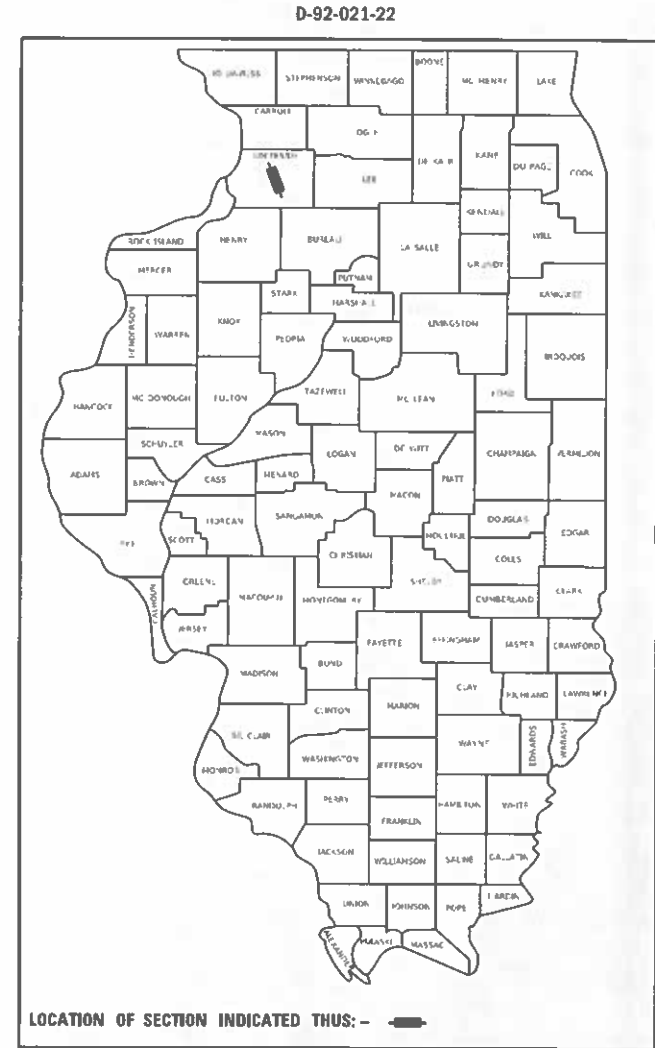 D-92-021-22
STEPHENSON
WINNEBAGO
BOONE
MC HENRY
LAKE
CARROLL
OGLE
DE KALB
KANE
DU PAGE
COOK
LEE
KENDALL
WILL
ROCK ISLAND
HENRY
BUREAU
LA SALLE
GRUNDY
MERCER
PUTNAM
KANKAKEE
STARK
MARSHALL
HENDERSON
WARREN
KNOX
PEORIA
WOODFORD
LIVINGSTON
IROQUOIS
HANCOCK
MC DONOUGH
FULTON
TAZEWELL
MC LEAN
FORD
SCHUYLER
MASON
LOGAN
DE WITT
CHAMPAIGN
VERMILION
ADAMS
BROWN
CASS
MENARD
MACON
PIATT
PIKE
SCOTT
MORGAN
SANGAMON
CHRISTIAN
MOULTRIE
DOUGLAS
EDGAR
COLES
CALHOUN
GREENE
MACOUPIN
MONTGOMERY
SHELBY
CUMBERLAND
CLARK
JERSEY
FAYETTE
EFFINGHAM
JASPER
CRAWFORD
MADISON
BOND
CLAY
RICHLAND
LAWRENCE
CLINTON
MARION
ST. CLAIR
WAYNE
EDWARDS
WABASH
MONROE
WASHINGTON
JEFFERSON
RANDOLPH
PERRY
HAMILTON
WHITE
FRANKLIN
JACKSON
WILLIAMSON
SALINE
GALLATIN
UNION
JOHNSON
POPE
HARDIN
ALEXANDER
PULASKI
MASSAC
LOCATION OF SECTION INDICATED THUS: -